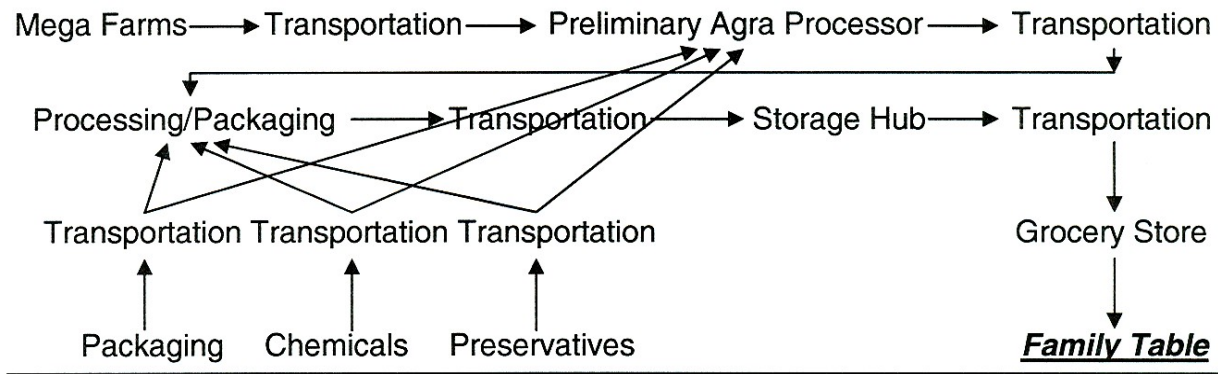 Mega Farms Transportation Preliminary Agra Processor Transportation
Processing/Packaging Transportation Storage Hub Transportation
Transportation Transportation Transportation Grocery Store
Packaging Chemicals Preservatives Family Table